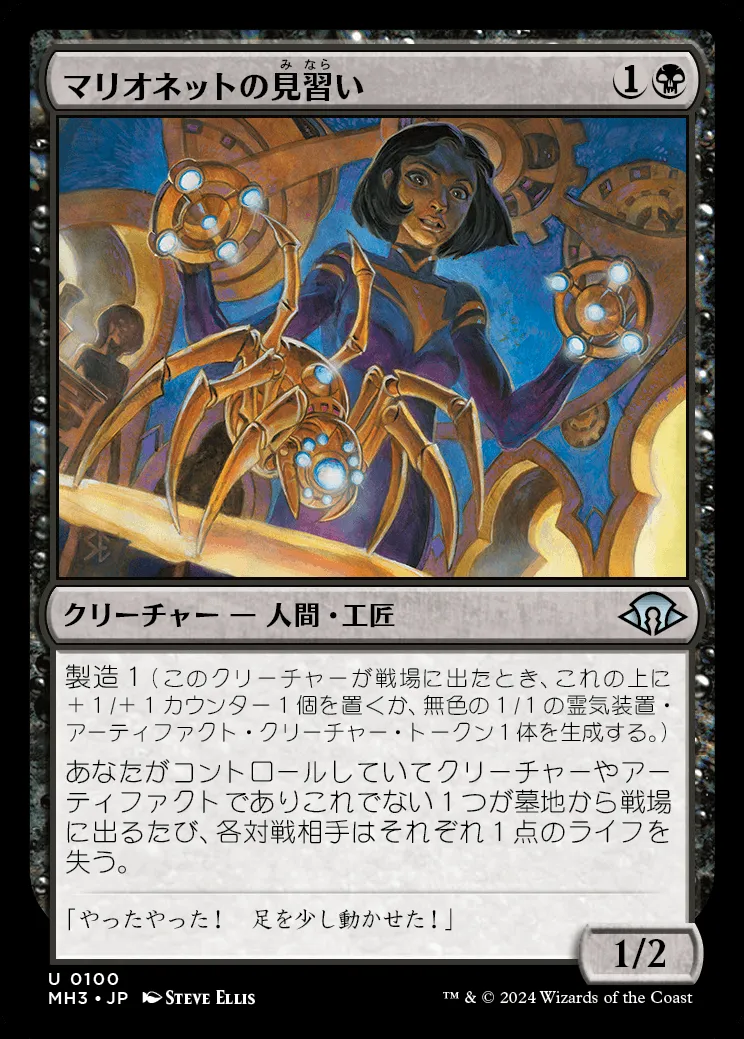 マリオネットの見習い
みなら
1
クリーチャー — 人間・工匠
製造1(このクリーチャーが戦場に出たとき、これの上に
+1/+1カウンター1個を置くか、無色の1/1の霊気装置・
アーティファクト・クリーチャー・トークン1体を生成する。)
あなたがコントロールしていてクリーチャーやアー
ティファクトでありこれでない1つが墓地から戦場
に出るたび、各対戦相手はそれぞれ1点のライフを
失う。
「やったやった! 足を少し動かせた!」
1/2
U 0100
MH3・JP Steve Ellis
™ & © 2024 Wizards of the Coast